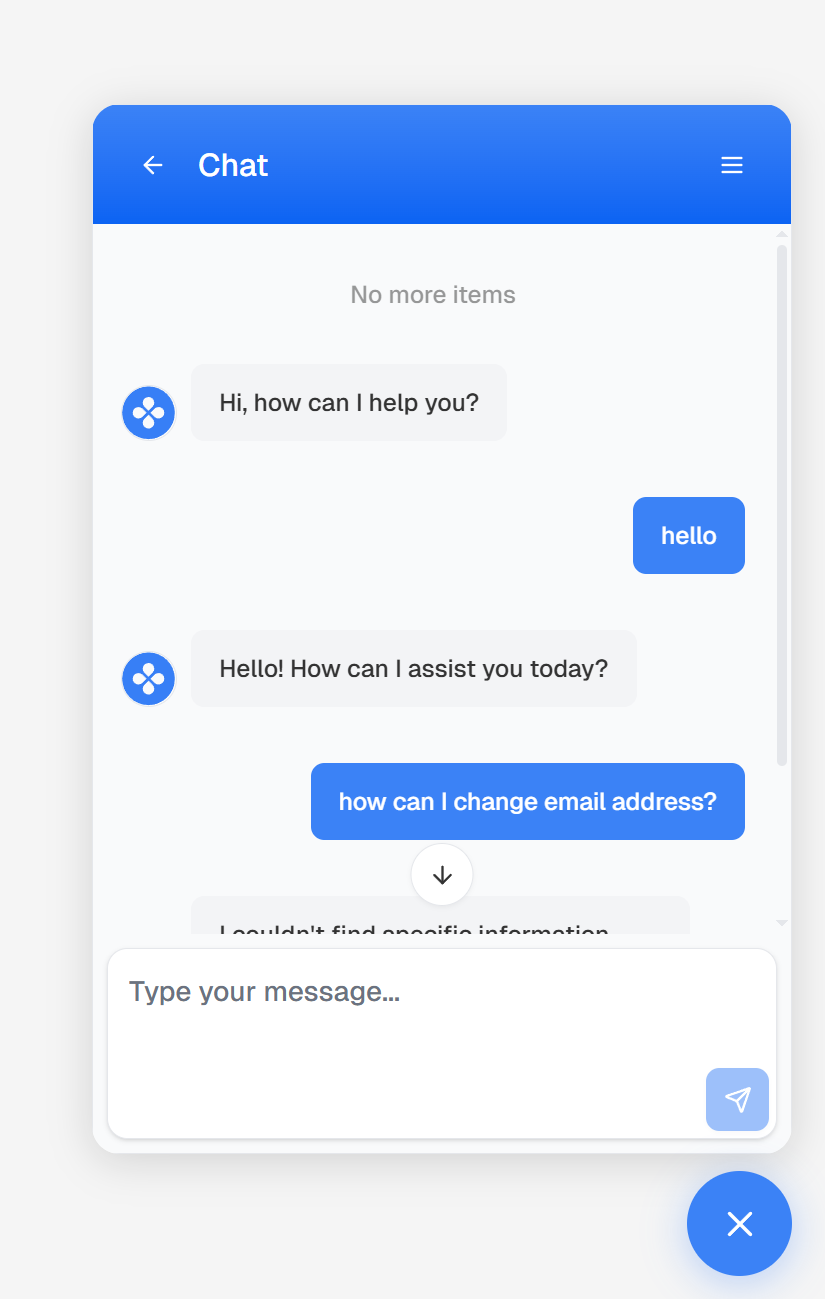 Chat
No more items
Hi, how can I help you?
hello
Hello! How can I assist you today?
how can I change email address?
I couldn't find specific information
Type your message...